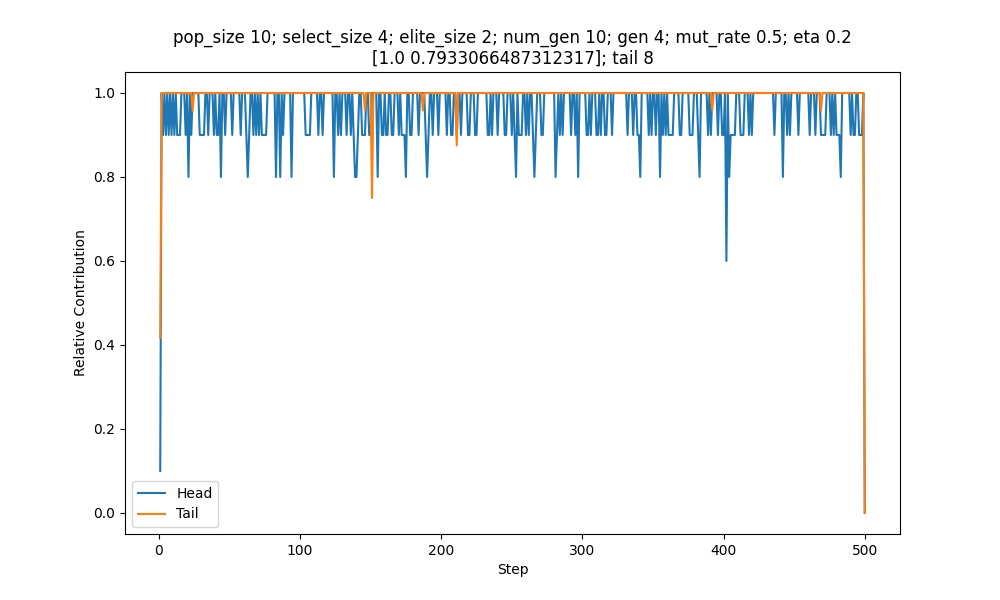 pop_size 10; select_size 4; elite_size 2; num_gen 10; gen 4; mut_rate 0.5; eta 0.2
[1.0 0.7933066487312317]; tail 8
1.0
0.8
0.6
0.4
0.2
0.0
Relative Contribution
Head
Tail
0
100
200
300
400
500
Step